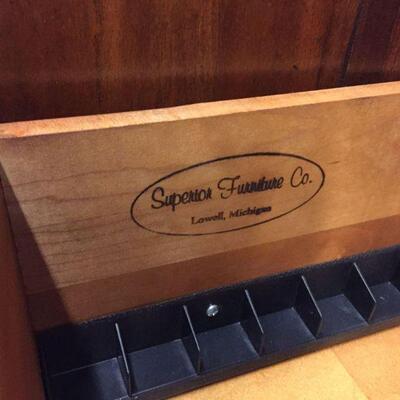 Superior Furniture Co.
Lowell, Michigan